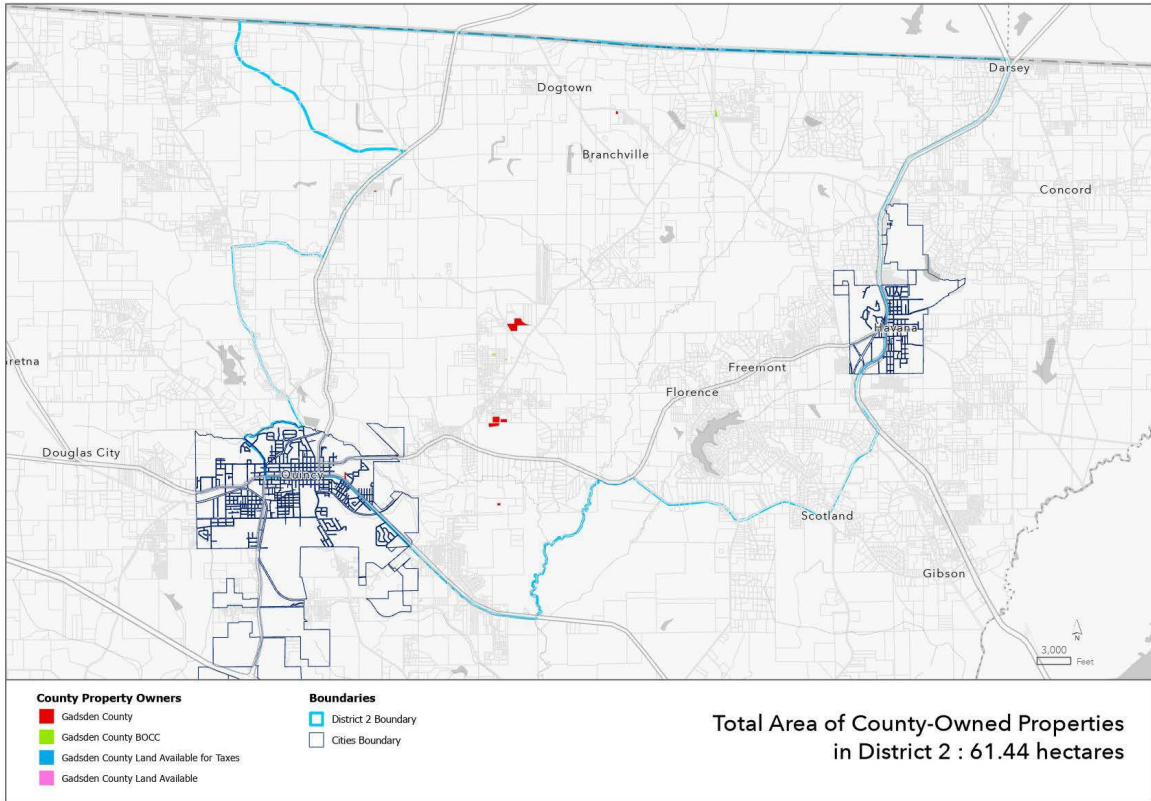 Darsey
Dogtown
Branchville
Concord
Havana
Freemont
Florence
Douglas City
Quincy
Scotland
Gibson
N
3,000
Feet
County Property Owners
Gadsden County
Gadsden County BOCC
Gadsden County Land Available for Taxes
Gadsden County Land Available
Boundaries
District 2 Boundary
Cities Boundary
Total Area of County-Owned Properties
in District 2 : 61.44 hectares